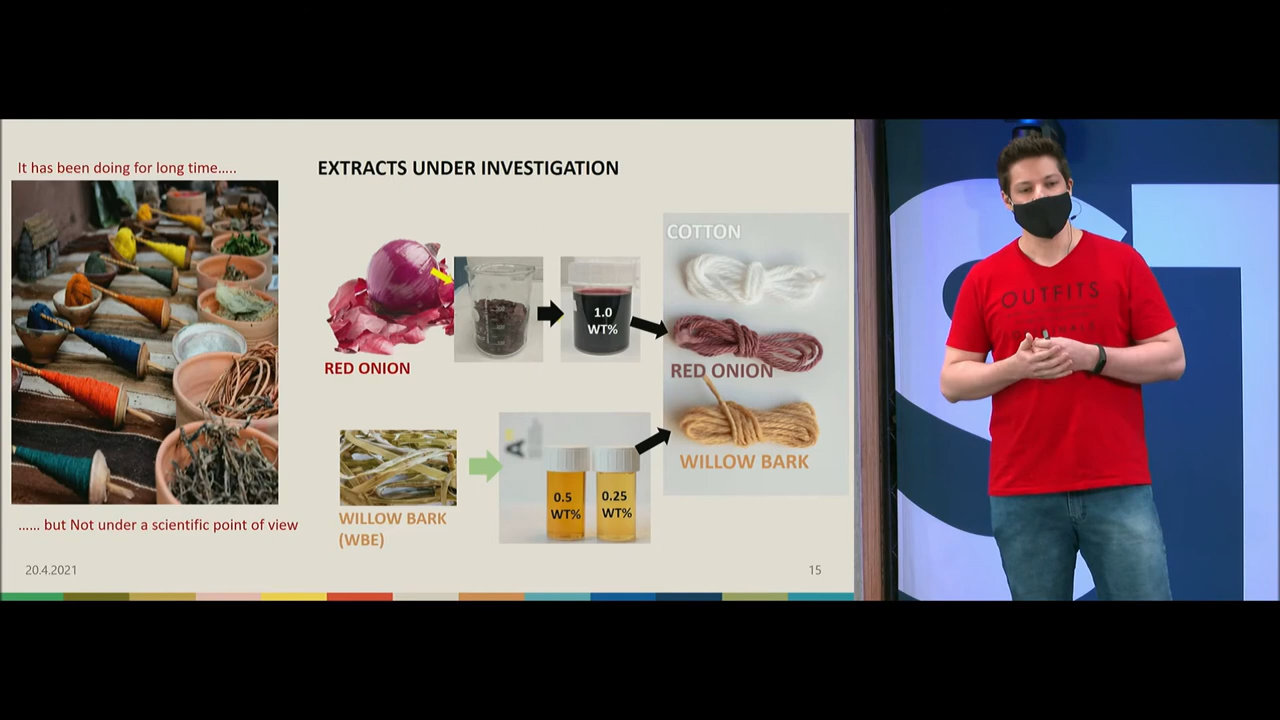 It has been doing for long time.....
EXTRACTS UNDER INVESTIGATION
COTTON
1.0
WT%
RED ONION
RED ONION
WILLOW BARK
0.5
WT%
0.25
WT%
WILLOW BARK
(WBE)
...... but Not under a scientific point of view
20.4.2021
15
OUTFITS